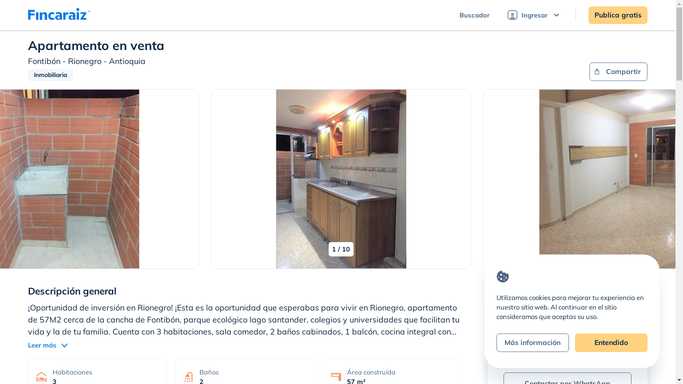 Fincaraiz
Buscador
Ingresar
Publica gratis
Apartamento en venta
Fontibón - Rionegro - Antioquia
Inmobiliaria
Compartir
1 / 10
Descripción general
¡Oportunidad de inversión en Rionegro! ¡Esta es la oportunidad que esperabas para vivir en Rionegro, apartamento
de 57M2 cerca de la cancha de Fontibón, parque ecológico lago santander, colegios y universidades que facilitan tu
vida y la de tu familia. Cuenta con 3 habitaciones, sala comedor, 2 baños cabinados, 1 balcón, cocina integral con...
Leer más
Habitaciones
3
Baños
2
Área construida
57 m²
Utilizamos cookies para mejorar tu experiencia en
nuestro sitio web. Al continuar en el sitio
consideramos que aceptas su uso.
Más información
Entendido
Contactar por WhatsApp